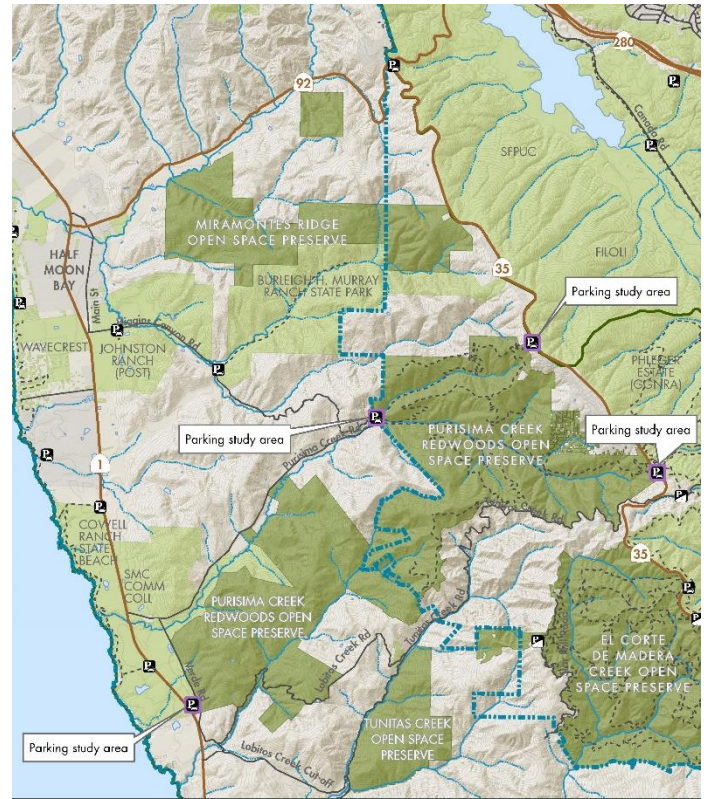 280
92
Cañada Rd
SFPUC
MIRAMONTES RIDGE
OPEN SPACE PRESERVE
HALF
MOON
BAY
Main St
FILOLI
35
BURLEIGH H. MURRAY
RANCH STATE PARK
Parking study area
Higgins Canyon Rd
WAVECREST
JOHNSTON
RANCH
(POST)
PHLEGER
ESTATE
(GGNRA)
Parking study area
Purisima Creek Rd
PURISIMA CREEK
REDWOODS OPEN
SPACE PRESERVE
Parking study area
1
COWELL
RANCH
STATE
BEACH
SMC
COMM
COLL
35
PURISIMA CREEK
REDWOODS OPEN
SPACE PRESERVE
Tunitas Creek Rd
EL CORTE
DE MADERA
CREEK OPEN
SPACE PRESERVE
Verde Rd
Lobitos Creek Rd
TUNITAS CREEK
OPEN SPACE
PRESERVE
Parking study area
Lobitos Creek Cut-off